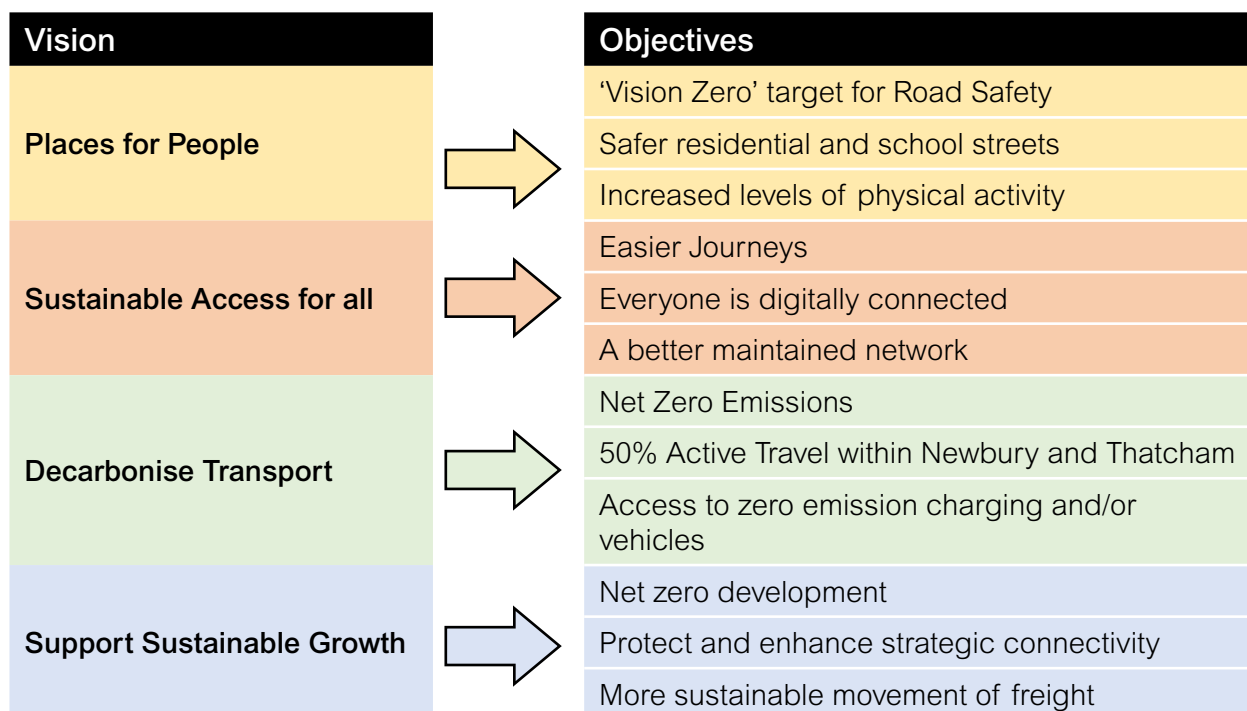 Vision
Objectives
Places for People
‘Vision Zero’ target for Road Safety
Safer residential and school streets
Increased levels of physical activity
Sustainable Access for all
Easier Journeys
Everyone is digitally connected
A better maintained network
Decarbonise Transport
Net Zero Emissions
50% Active Travel within Newbury and Thatcham
Access to zero emission charging and/or
vehicles
Support Sustainable Growth
Net zero development
Protect and enhance strategic connectivity
More sustainable movement of freight